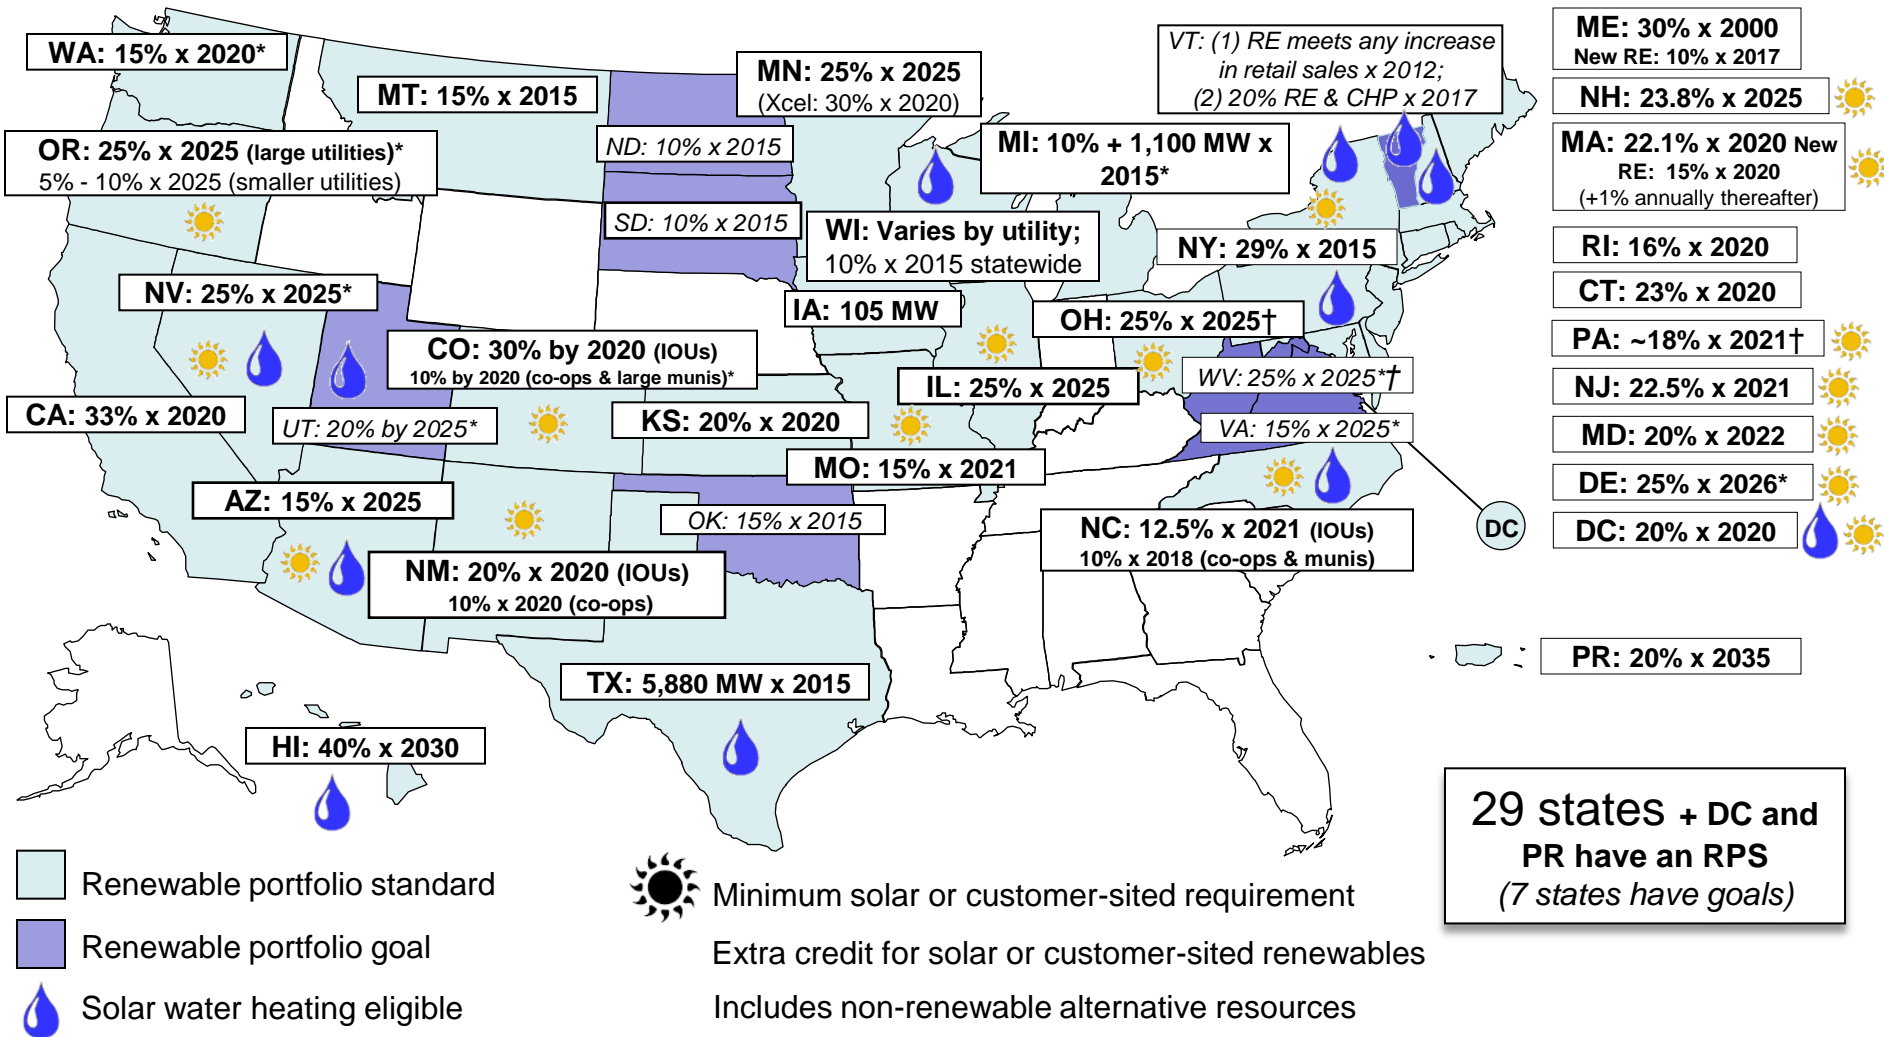 WA: 15% x 2020*
MT: 15% x 2015
MN: 25% x 2025
(Xcel: 30% x 2020)
VT: (1) RE meets any increase
in retail sales x 2012;
(2) 20% RE & CHP x 2017
ME: 30% x 2000
New RE: 10% x 2017
NH: 23.8% x 2025
OR: 25% x 2025 (large utilities)*
5% - 10% x 2025 (smaller utilities)
ND: 10% x 2015
MI: 10% + 1,100 MW x
2015*
MA: 22.1% x 2020 New
RE: 15% x 2020
(+1% annually thereafter)
SD: 10% x 2015
WI: Varies by utility;
10% x 2015 statewide
NY: 29% x 2015
RI: 16% x 2020
NV: 25% x 2025*
IA: 105 MW
OH: 25% x 2025†
CT: 23% x 2020
CO: 30% by 2020 (IOUs)
10% by 2020 (co-ops & large munis)*
PA: ~18% x 2021†
WV: 25% x 2025*†
IL: 25% x 2025
NJ: 22.5% x 2021
CA: 33% x 2020
UT: 20% by 2025*
KS: 20% x 2020
VA: 15% x 2025*
MD: 20% x 2022
MO: 15% x 2021
DE: 25% x 2026*
AZ: 15% x 2025
OK: 15% x 2015
NC: 12.5% x 2021 (IOUs)
10% x 2018 (co-ops & munis)
DC
DC: 20% x 2020
NM: 20% x 2020 (IOUs)
10% x 2020 (co-ops)
PR: 20% x 2035
TX: 5,880 MW x 2015
HI: 40% x 2030
29 states + DC and
PR have an RPS
(7 states have goals)
Renewable portfolio standard
Renewable portfolio goal
Solar water heating eligible
Minimum solar or customer-sited requirement
Extra credit for solar or customer-sited renewables
Includes non-renewable alternative resources